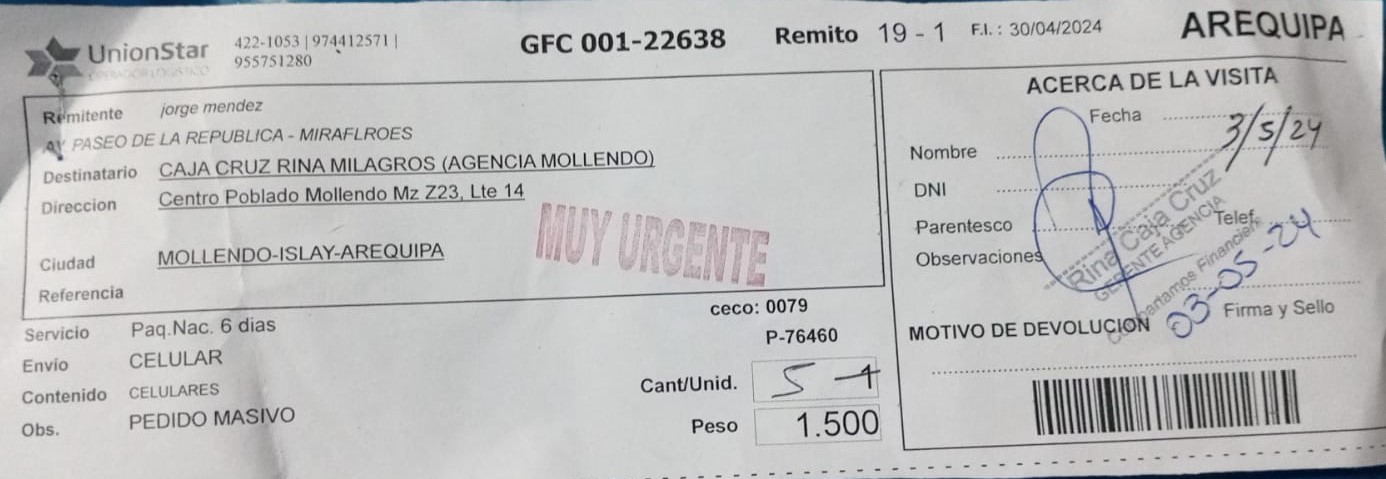 UnionStar
OPERADOR LOGISTICO
422-1053 | 974412571 |
955751280
GFC 001-22638
Remito 19 - 1 F.I. : 30/04/2024
AREQUIPA
Remitente jorge mendez
AV PASEO DE LA REPUBLICA - MIRAFLROES
Destinatario CAJA CRUZ RINA MILAGROS (AGENCIA MOLLENDO)
Direccion Centro Poblado Mollendo Mz Z23, Lte 14
MUY URGENTE
Ciudad MOLLENDO-ISLAY-AREQUIPA
Referencia
Servicio Paq.Nac. 6 dias
Envio CELULAR
Contenido CELULARES
Obs. PEDIDO MASIVO
ceco: 0079
P-76460
Cant/Unid. 5 - 1
Peso 1.500
ACERCA DE LA VISITA
Fecha 3/5/24
Nombre
DNI
Parentesco
Telef.
Observaciones
Rina Caja Cruz
GERENTE AGENCIA
Compartamos Financiera
03-05-24
Firma y Sello
MOTIVO DE DEVOLUCION